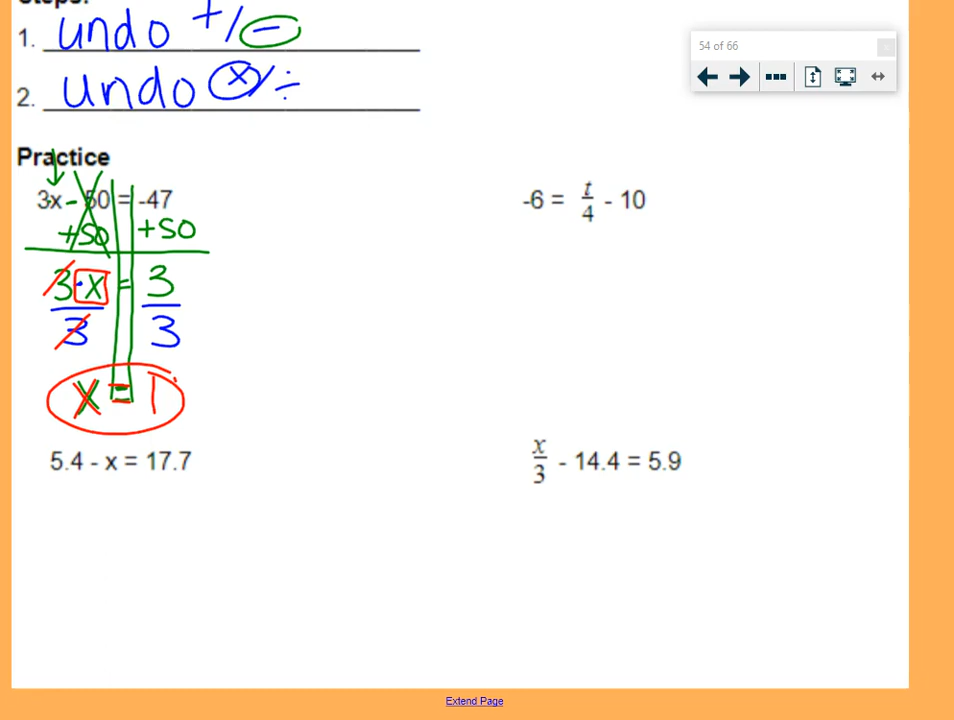 Steps:
1. undo +/-
54 of 66
2. undo x/÷
Practice
3x - 50 = -47
+50 +50
3·x = 3
3 3
x = 1
-6 = t/4 - 10
5.4 - x = 17.7
x/3 - 14.4 = 5.9
Extend Page